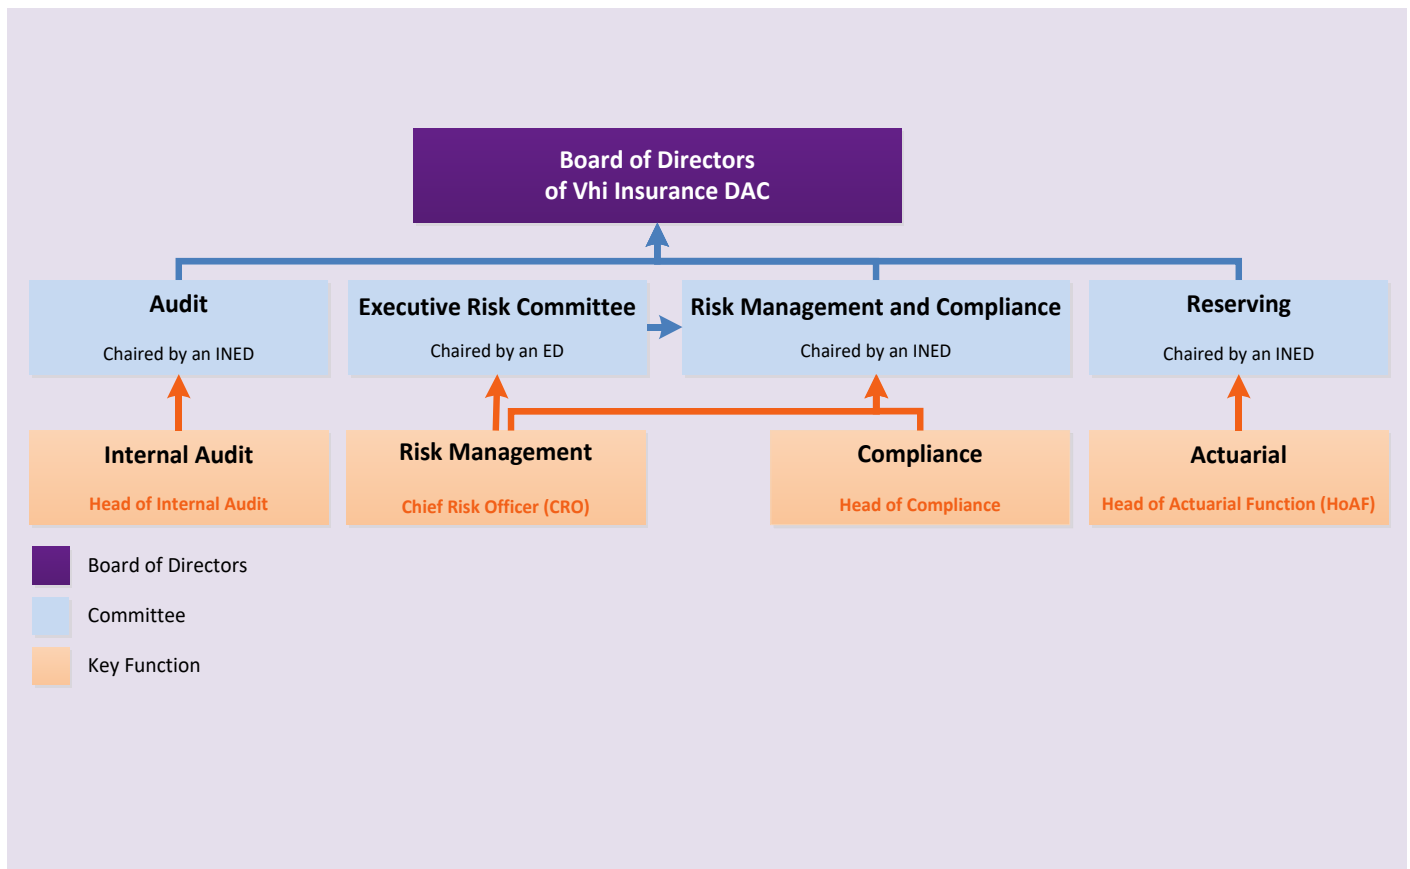 Board of Directors
of Vhi Insurance DAC
Audit
Chaired by an INED
Executive Risk Committee
Chaired by an ED
Risk Management and Compliance
Chaired by an INED
Reserving
Chaired by an INED
Internal Audit
Head of Internal Audit
Risk Management
Chief Risk Officer (CRO)
Compliance
Head of Compliance
Actuarial
Head of Actuarial Function (HoAF)
Board of Directors
Committee
Key Function